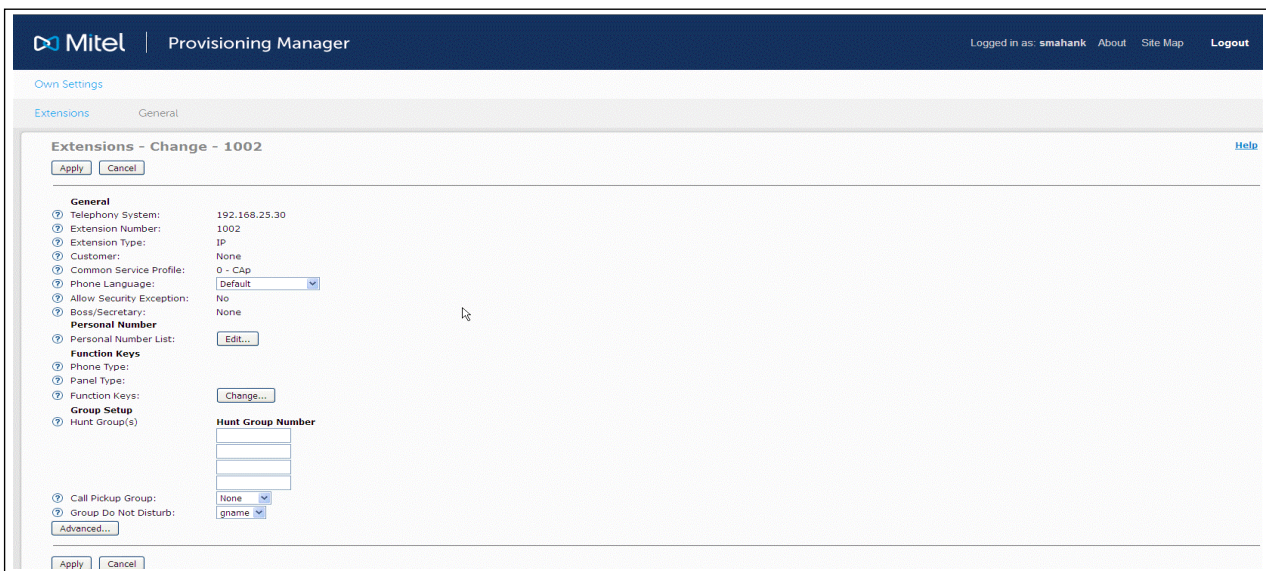 Mitel | Provisioning Manager
Logged in as: smahank About Site Map Logout
Own Settings
Extensions General
Extensions - Change - 1002
Help
Apply Cancel
General
? Telephony System: 192.168.25.30
? Extension Number: 1002
? Extension Type: IP
? Customer: None
? Common Service Profile: 0 - CAp
? Phone Language: Default
? Allow Security Exception: No
? Boss/Secretary: None
Personal Number
? Personal Number List: Edit...
Function Keys
? Phone Type:
? Panel Type:
? Function Keys: Change...
Group Setup
? Hunt Group(s) Hunt Group Number
? Call Pickup Group: None
? Group Do Not Disturb: gname
Advanced...
Apply Cancel